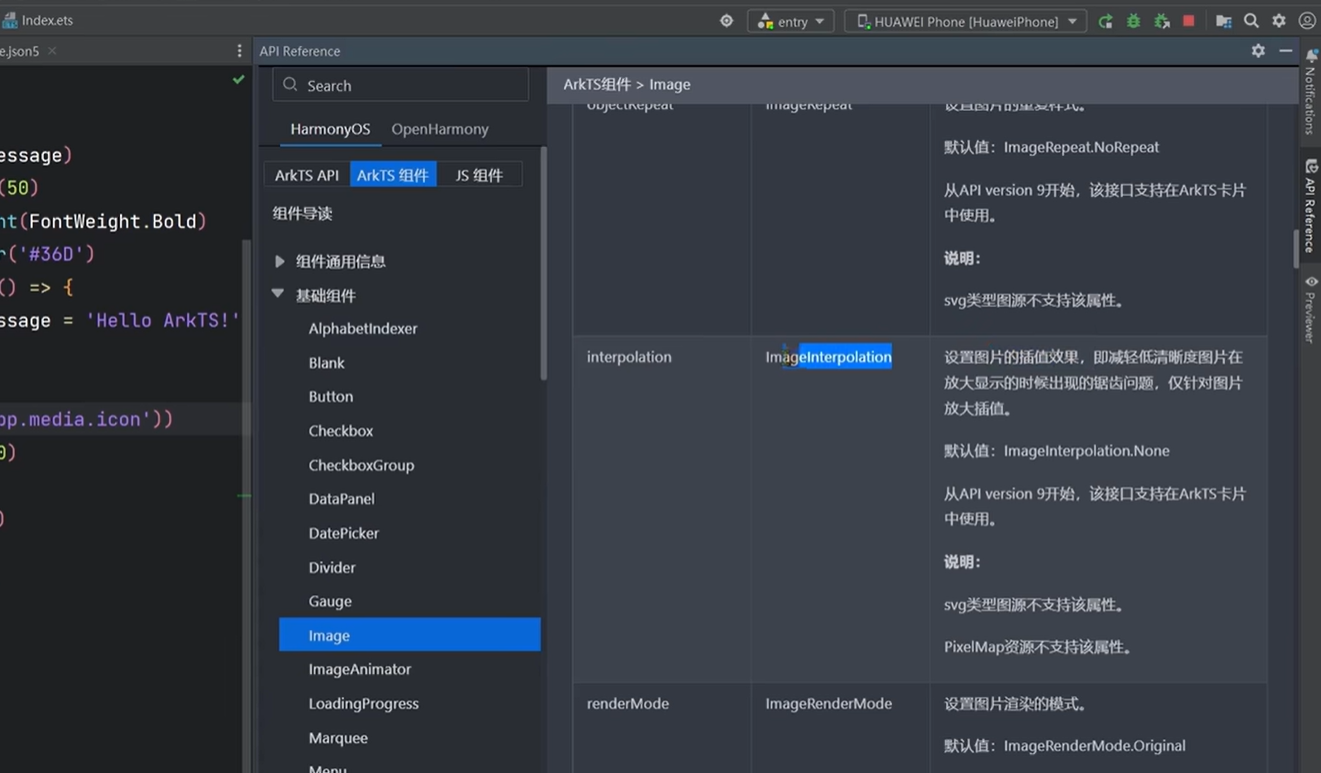 Index.ets
entry
HUAWEI Phone [HuaweiPhone]
e.json5
API Reference
essage)
(50)
nt(FontWeight.Bold)
r('#36D')
() => {
ssage = 'Hello ArkTS!'
pp.media.icon'))
0)
)
Search
HarmonyOS
OpenHarmony
ArkTS API
ArkTS 组件
JS 组件
组件导读
组件通用信息
基础组件
AlphabetIndexer
Blank
Button
Checkbox
CheckboxGroup
DataPanel
DatePicker
Divider
Gauge
Image
ImageAnimator
LoadingProgress
Marquee
Menu
ArkTS组件 > Image
objectRepeat
ImageRepeat
设置图片的重复样式。
默认值：ImageRepeat.NoRepeat
从API version 9开始，该接口支持在ArkTS卡片
中使用。
说明：
svg类型图源不支持该属性。
interpolation
ImageInterpolation
设置图片的插值效果，即减轻低清晰度图片在
放大显示的时候出现的锯齿问题，仅针对图片
放大插值。
默认值：ImageInterpolation.None
从API version 9开始，该接口支持在ArkTS卡片
中使用。
说明：
svg类型图源不支持该属性。
PixelMap资源不支持该属性。
renderMode
ImageRenderMode
设置图片渲染的模式。
默认值：ImageRenderMode.Original
Notifications
API Reference
Previewer